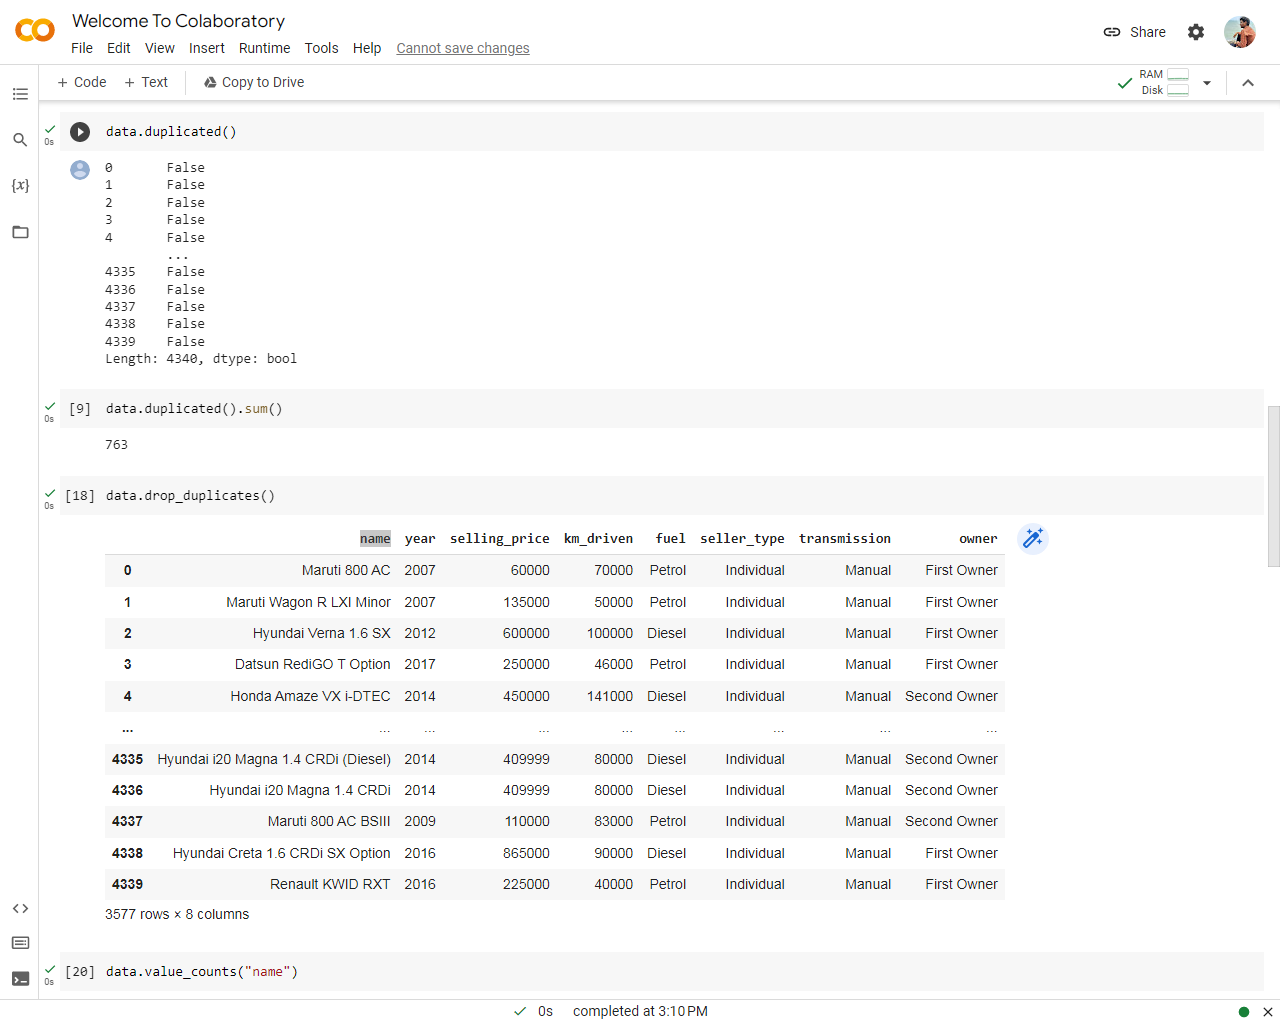 Welcome To Colaboratory
File Edit View Insert Runtime Tools Help Cannot save changes
Share
+ Code + Text Copy to Drive
RAM
Disk
0s
data.duplicated()
0 False
1 False
2 False
3 False
4 False
...
4335 False
4336 False
4337 False
4338 False
4339 False
Length: 4340, dtype: bool
0s
[9] data.duplicated().sum()
763
0s
[18] data.drop_duplicates()
name year selling_price km_driven fuel seller_type transmission owner
0 Maruti 800 AC 2007 60000 70000 Petrol Individual Manual First Owner
1 Maruti Wagon R LXI Minor 2007 135000 50000 Petrol Individual Manual First Owner
2 Hyundai Verna 1.6 SX 2012 600000 100000 Diesel Individual Manual First Owner
3 Datsun RediGO T Option 2017 250000 46000 Petrol Individual Manual First Owner
4 Honda Amaze VX i-DTEC 2014 450000 141000 Diesel Individual Manual Second Owner
... ... ... ... ... ... ... ... ...
4335 Hyundai i20 Magna 1.4 CRDi (Diesel) 2014 409999 80000 Diesel Individual Manual Second Owner
4336 Hyundai i20 Magna 1.4 CRDi 2014 409999 80000 Diesel Individual Manual Second Owner
4337 Maruti 800 AC BSIII 2009 110000 83000 Petrol Individual Manual Second Owner
4338 Hyundai Creta 1.6 CRDi SX Option 2016 865000 90000 Diesel Individual Manual First Owner
4339 Renault KWID RXT 2016 225000 40000 Petrol Individual Manual First Owner
3577 rows × 8 columns
0s
[20] data.value_counts("name")
0s completed at 3:10 PM